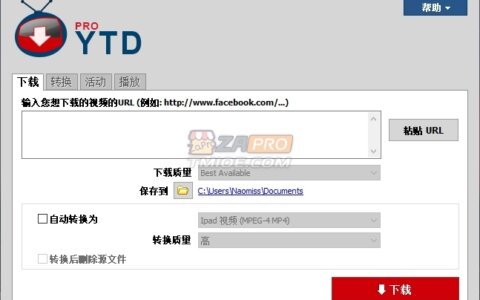 帮助
PRO
YTD
下载 转换 活动 播放
输入您想下载的视频的URL (例如: http://www.facebook.com/...)
粘贴 URL
ZAPRO
TMIOE.COM
下载质量 Best Available
保存到 C:\Users\Naomiss\Documents
自动转换为 Ipad 视频 (MPEG-4 MP4)
转换质量 高
转换后删除源文件
下载